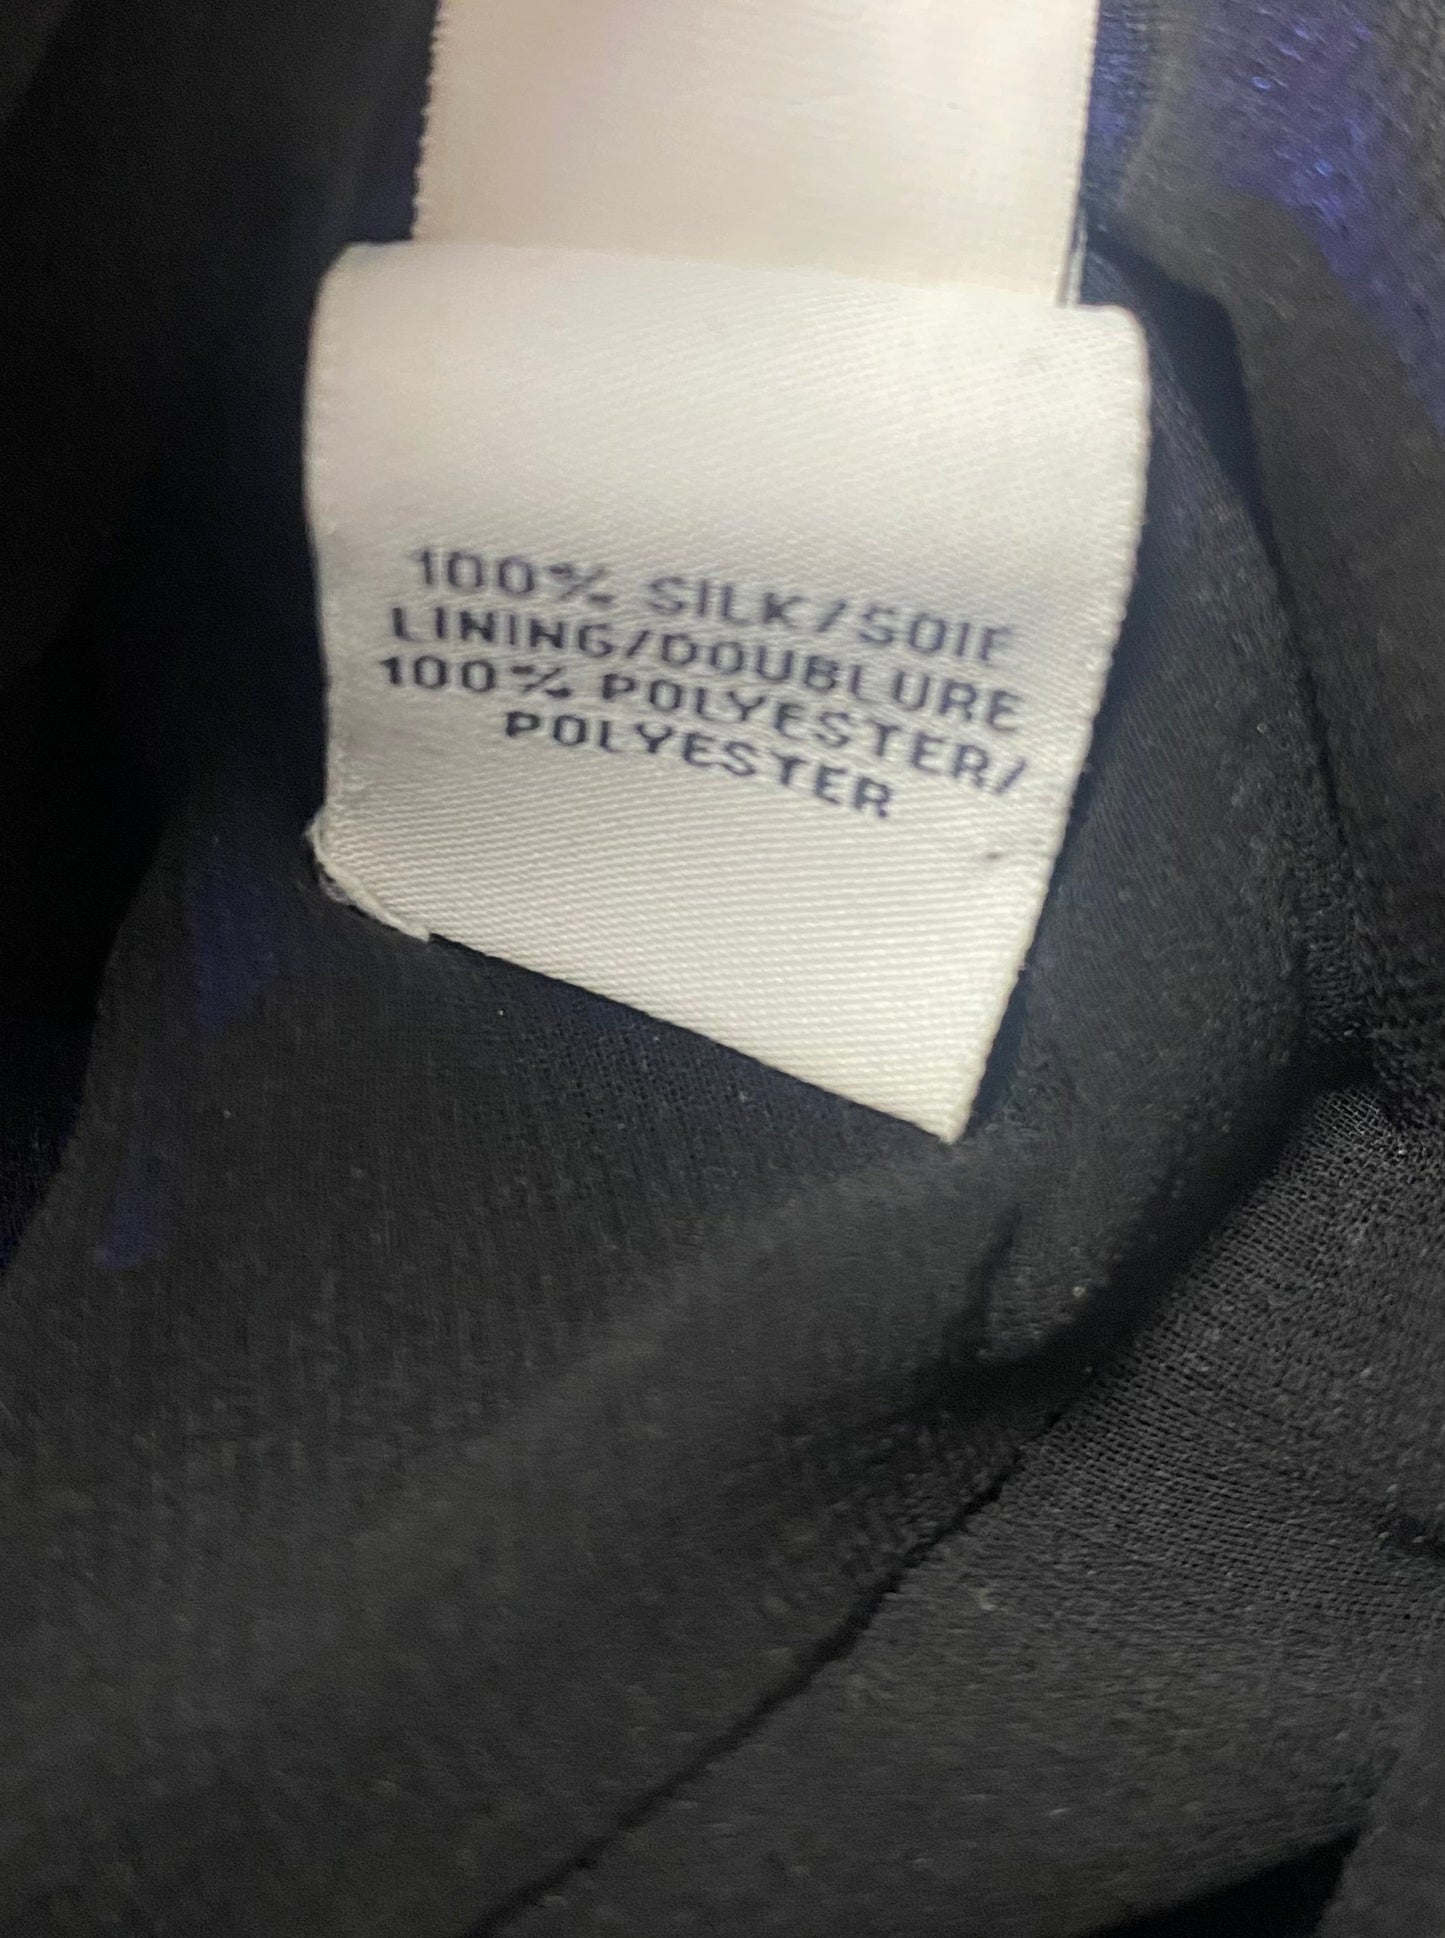 100% SILK/SOIE
LINING/DOUBLURE
100% POLYESTER/
POLYESTER